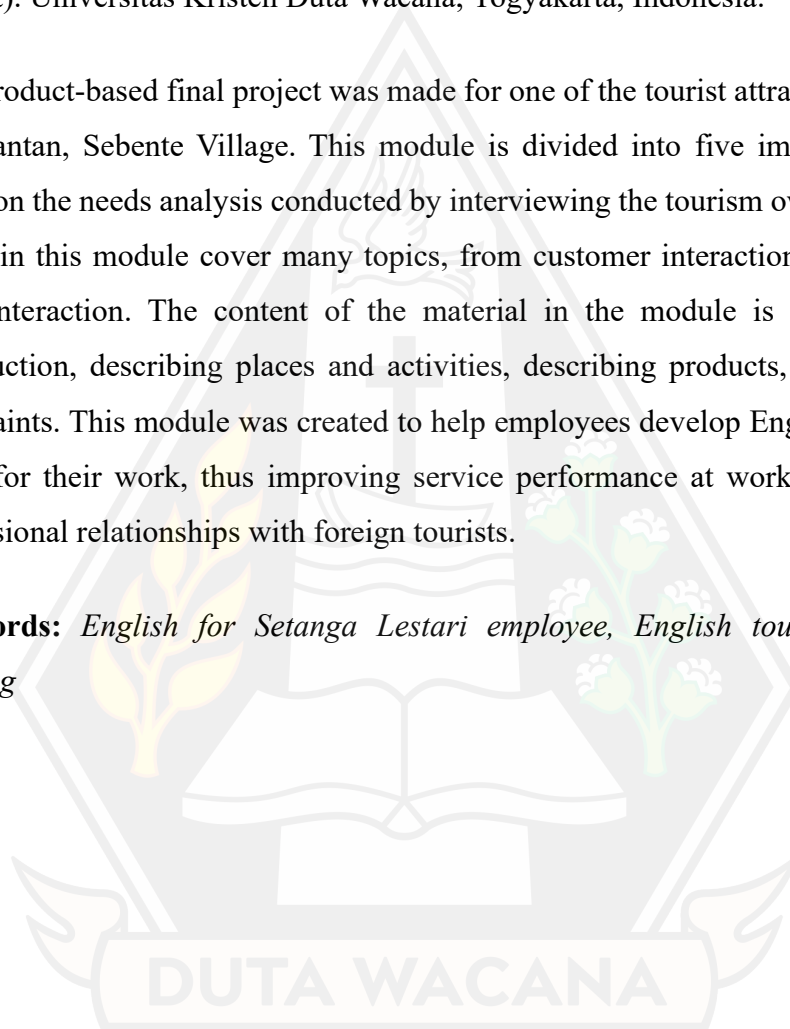 Universitas Kristen Duta Wacana, Yogyakarta, Indonesia.
roduct-based final project was made for one of the tourist attra
antan, Sebente Village. This module is divided into five im
on the needs analysis conducted by interviewing the tourism ov
in this module cover many topics, from customer interaction
nteraction. The content of the material in the module is
uction, describing places and activities, describing products,
aints. This module was created to help employees develop Eng
for their work, thus improving service performance at work
sional relationships with foreign tourists.
ords: English for Setanga Lestari employee, English tou
g
DUTA WACANA